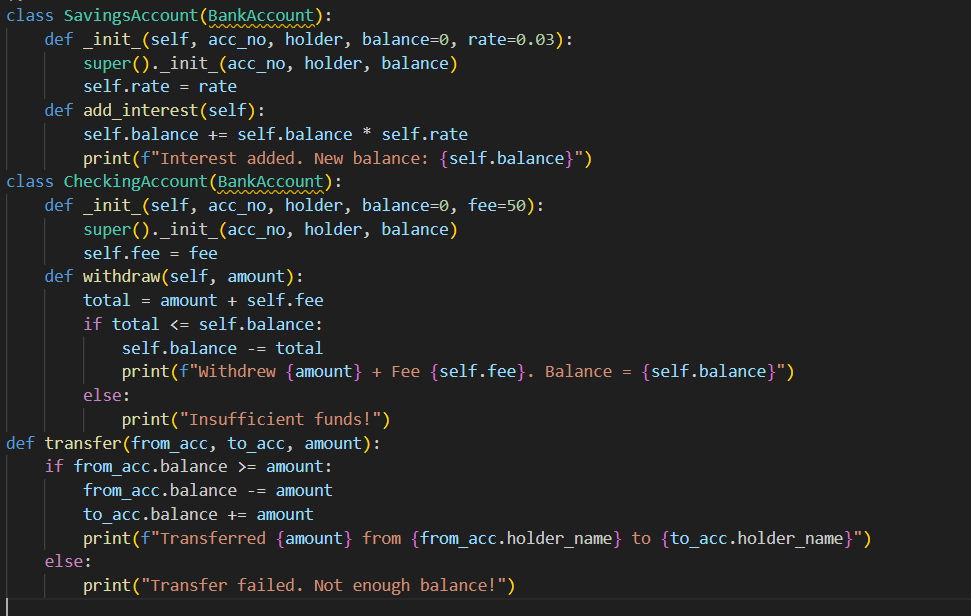 class SavingsAccount(BankAccount):
    def _init_(self, acc_no, holder, balance=0, rate=0.03):
        super()._init_(acc_no, holder, balance)
        self.rate = rate
    def add_interest(self):
        self.balance += self.balance * self.rate
        print(f"Interest added. New balance: {self.balance}")
class CheckingAccount(BankAccount):
    def _init_(self, acc_no, holder, balance=0, fee=50):
        super()._init_(acc_no, holder, balance)
        self.fee = fee
    def withdraw(self, amount):
        total = amount + self.fee
        if total <= self.balance:
            self.balance -= total
            print(f"Withdrew {amount} + Fee {self.fee}. Balance = {self.balance}")
        else:
            print("Insufficient funds!")
def transfer(from_acc, to_acc, amount):
    if from_acc.balance >= amount:
        from_acc.balance -= amount
        to_acc.balance += amount
        print(f"Transferred {amount} from {from_acc.holder_name} to {to_acc.holder_name}")
    else:
        print("Transfer failed. Not enough balance!")